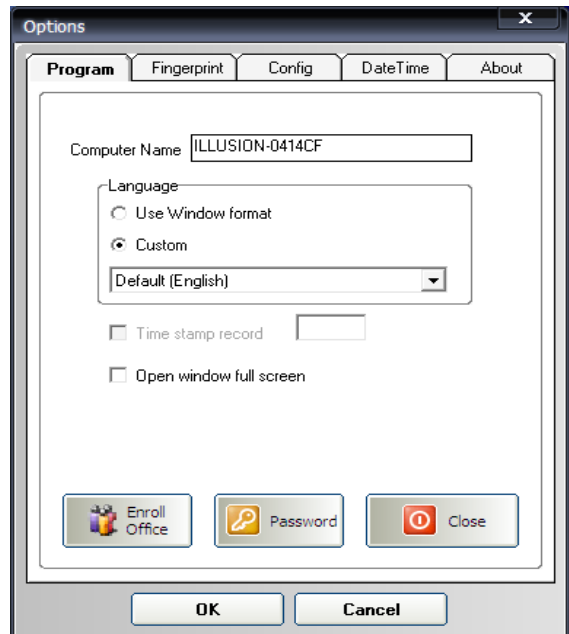 Options
Program Fingerprint Config DateTime About
Computer Name ILLUSION-0414CF
Language
Use Window format
Custom
Default (English)
Time stamp record
Open window full screen
Enroll
Office
Password
Close
OK Cancel